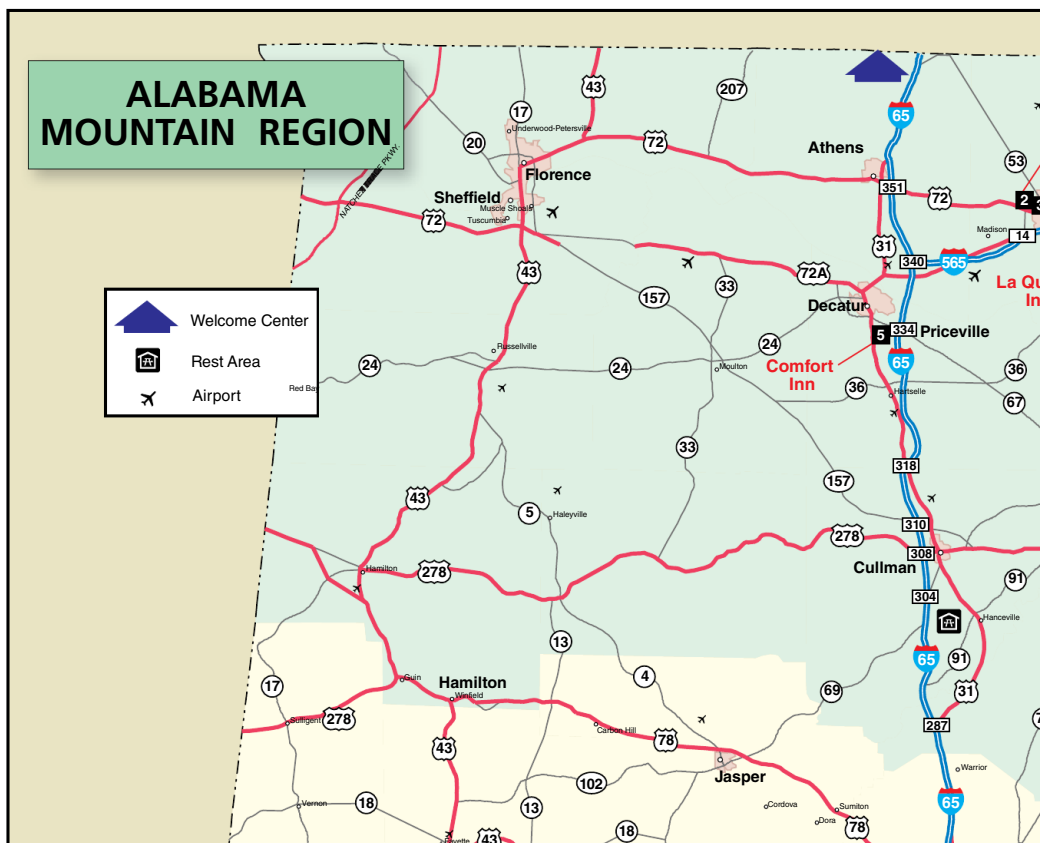 ALABAMA
MOUNTAIN REGION
17
43
207
65
Underwood-Petersville
20
72
Athens
53
Florence
351
NATCHEZ
PKWY.
Sheffield
72
2
3
Muscle Shoals
Tuscumbia
72
Madison
14
31
340
565
43
72A
33
La Qu
In
157
Decatur
Welcome Center
5
334
Priceville
Russellville
24
Rest Area
24
24
65
Moulton
Comfort
Inn
36
36
Red Bay
Airport
Hartselle
67
33
318
43
157
5
Haleyville
310
278
308
Cullman
Hamilton
278
91
304
Hanceville
13
65
91
4
Guin
Hamilton
17
69
31
Winfield
Sulligent
278
Carbon Hill
78
287
43
Jasper
Warrior
102
Vernon
18
13
Cordova
Sumiton
65
Dora
78
18
43
Fayette